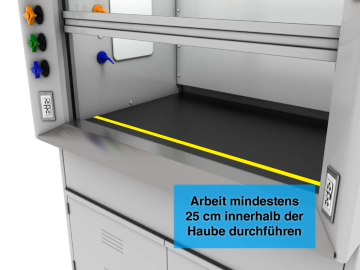 Arbeit mindestens
25 cm innerhalb der
Haube durchführen